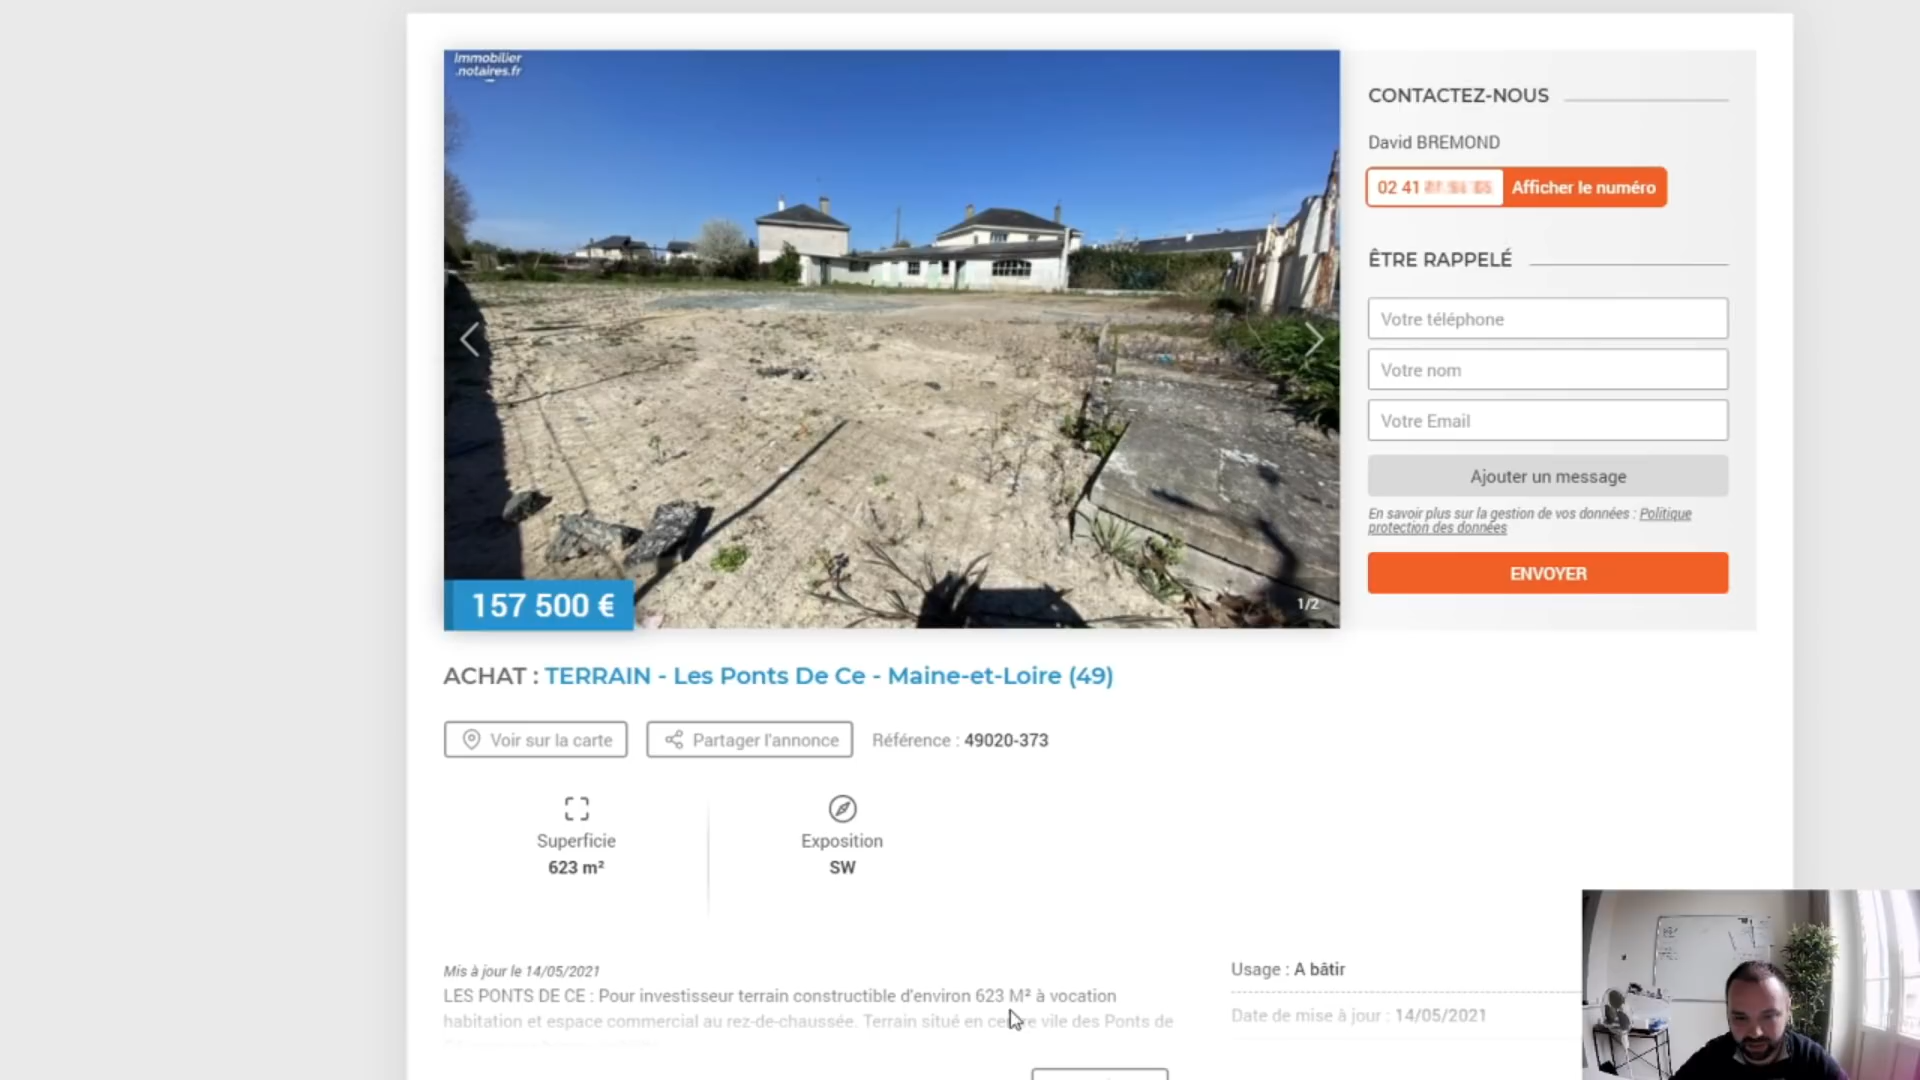 Immobilier
.notaires.fr
CONTACTEZ-NOUS
David BREMOND
02 41
Afficher le numéro
ÊTRE RAPPELÉ
Votre téléphone
Votre nom
Votre Email
Ajouter un message
En savoir plus sur la gestion de vos données : Politique
protection des données
ENVOYER
157 500 €
1/2
ACHAT : TERRAIN - Les Ponts De Ce - Maine-et-Loire (49)
Voir sur la carte
Partager l'annonce
Référence : 49020-373
Superficie
623 m²
Exposition
SW
Mis à jour le 14/05/2021
LES PONTS DE CE : Pour investisseur terrain constructible d'environ 623 M² à vocation
habitation et espace commercial au rez-de-chaussée. Terrain situé en centre vile des Ponts de
Usage : A bâtir
Date de mise à jour : 14/05/2021